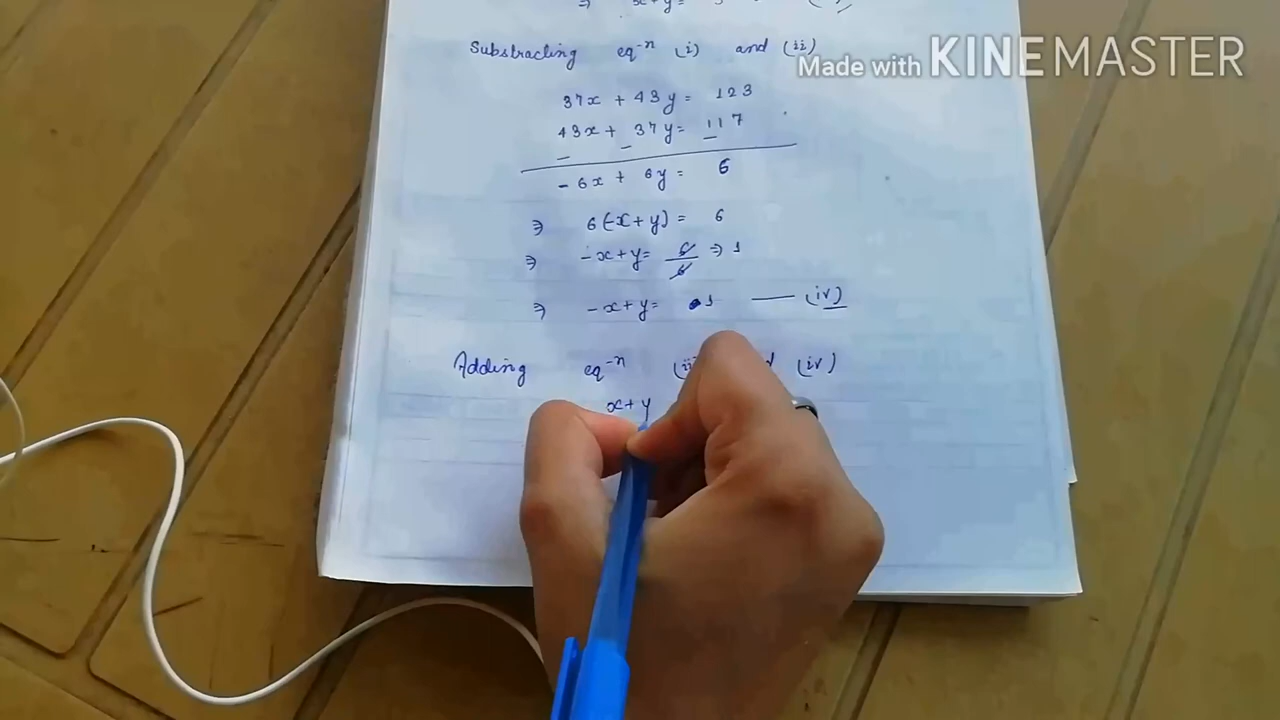 ⇒ x+y= 3
Substracting eq⁻ⁿ (i) and (ii)
Made with KINEMASTER
37x + 43y = 123
43x + 37y = 117
- - -
-6x + 6y = 6
⇒ 6(-x+y) = 6
⇒ -x+y = 6/6 ⇒ 1
⇒ -x+y = 1 — (iv)
Adding eq⁻ⁿ (iv)
x+y